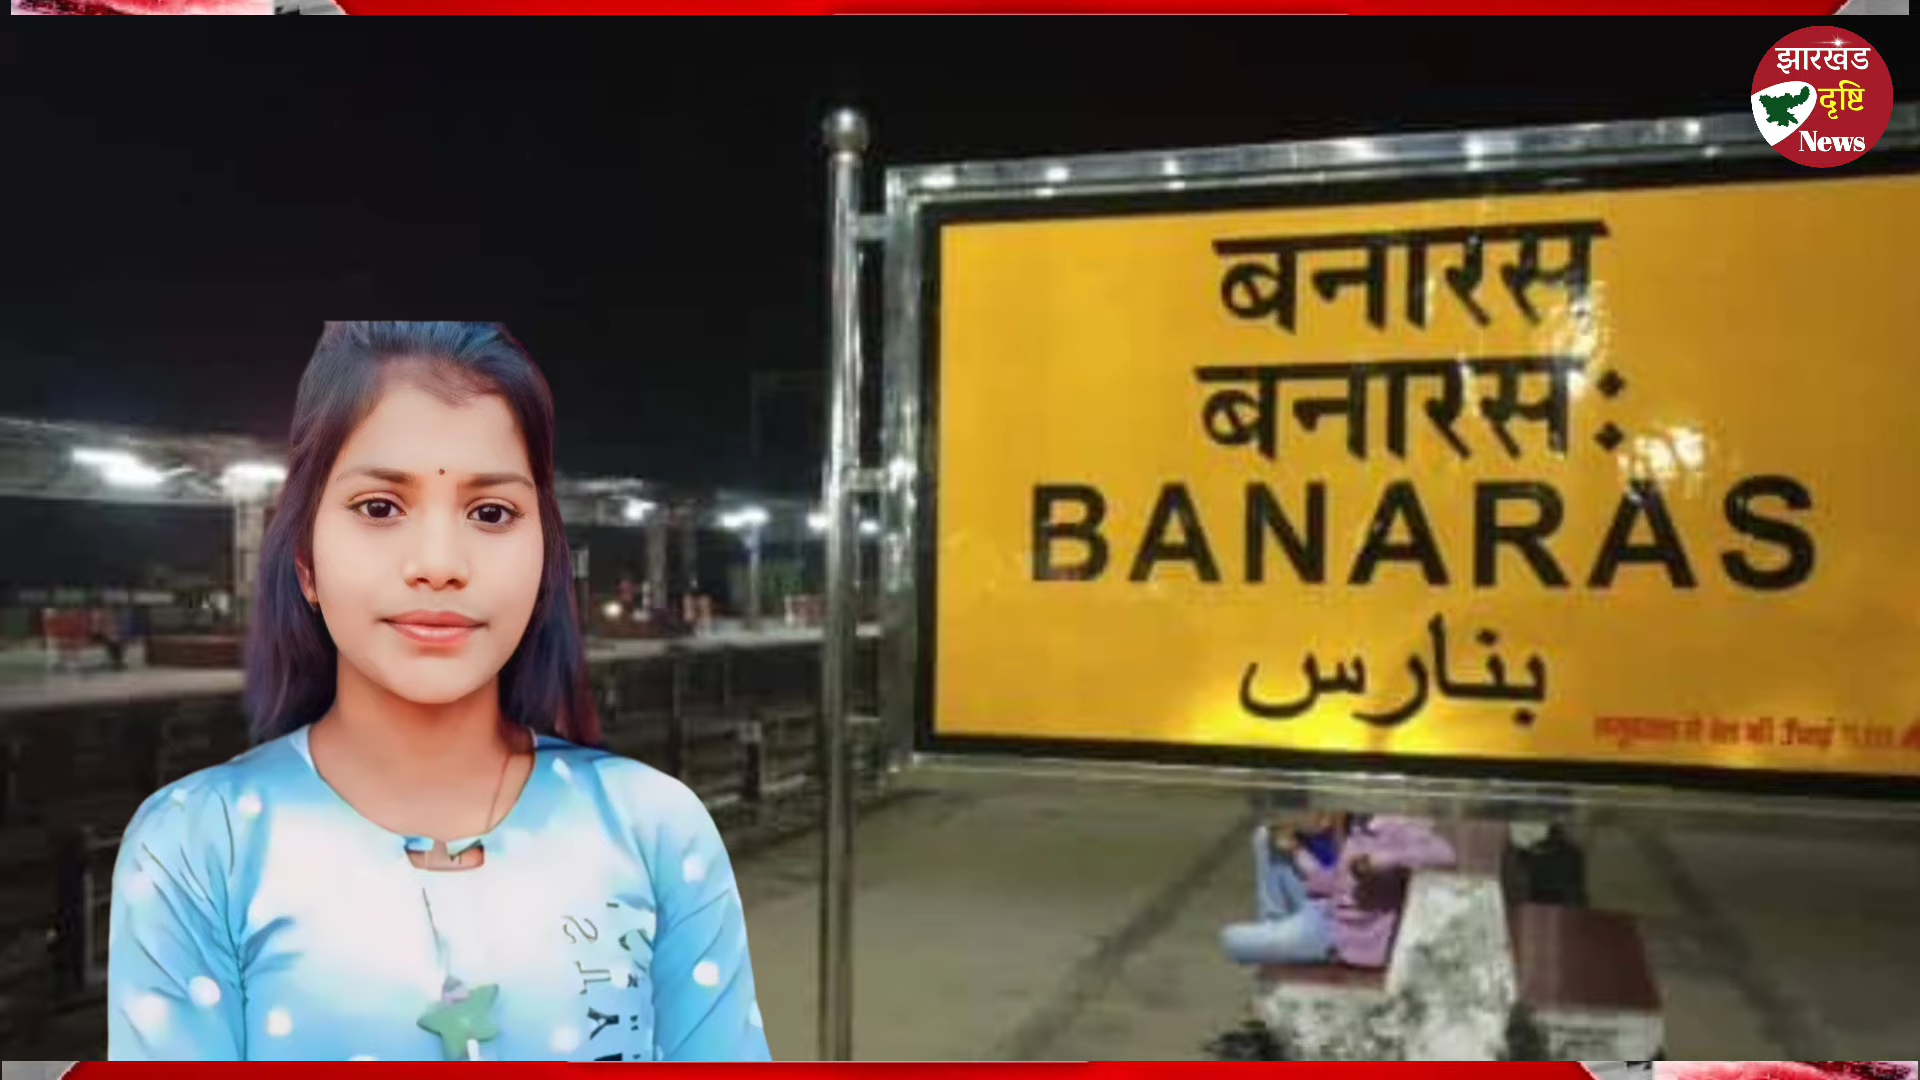 झारखंड
दृष्टि
News
बनारस
बनारस:
BANARAS
بنارس